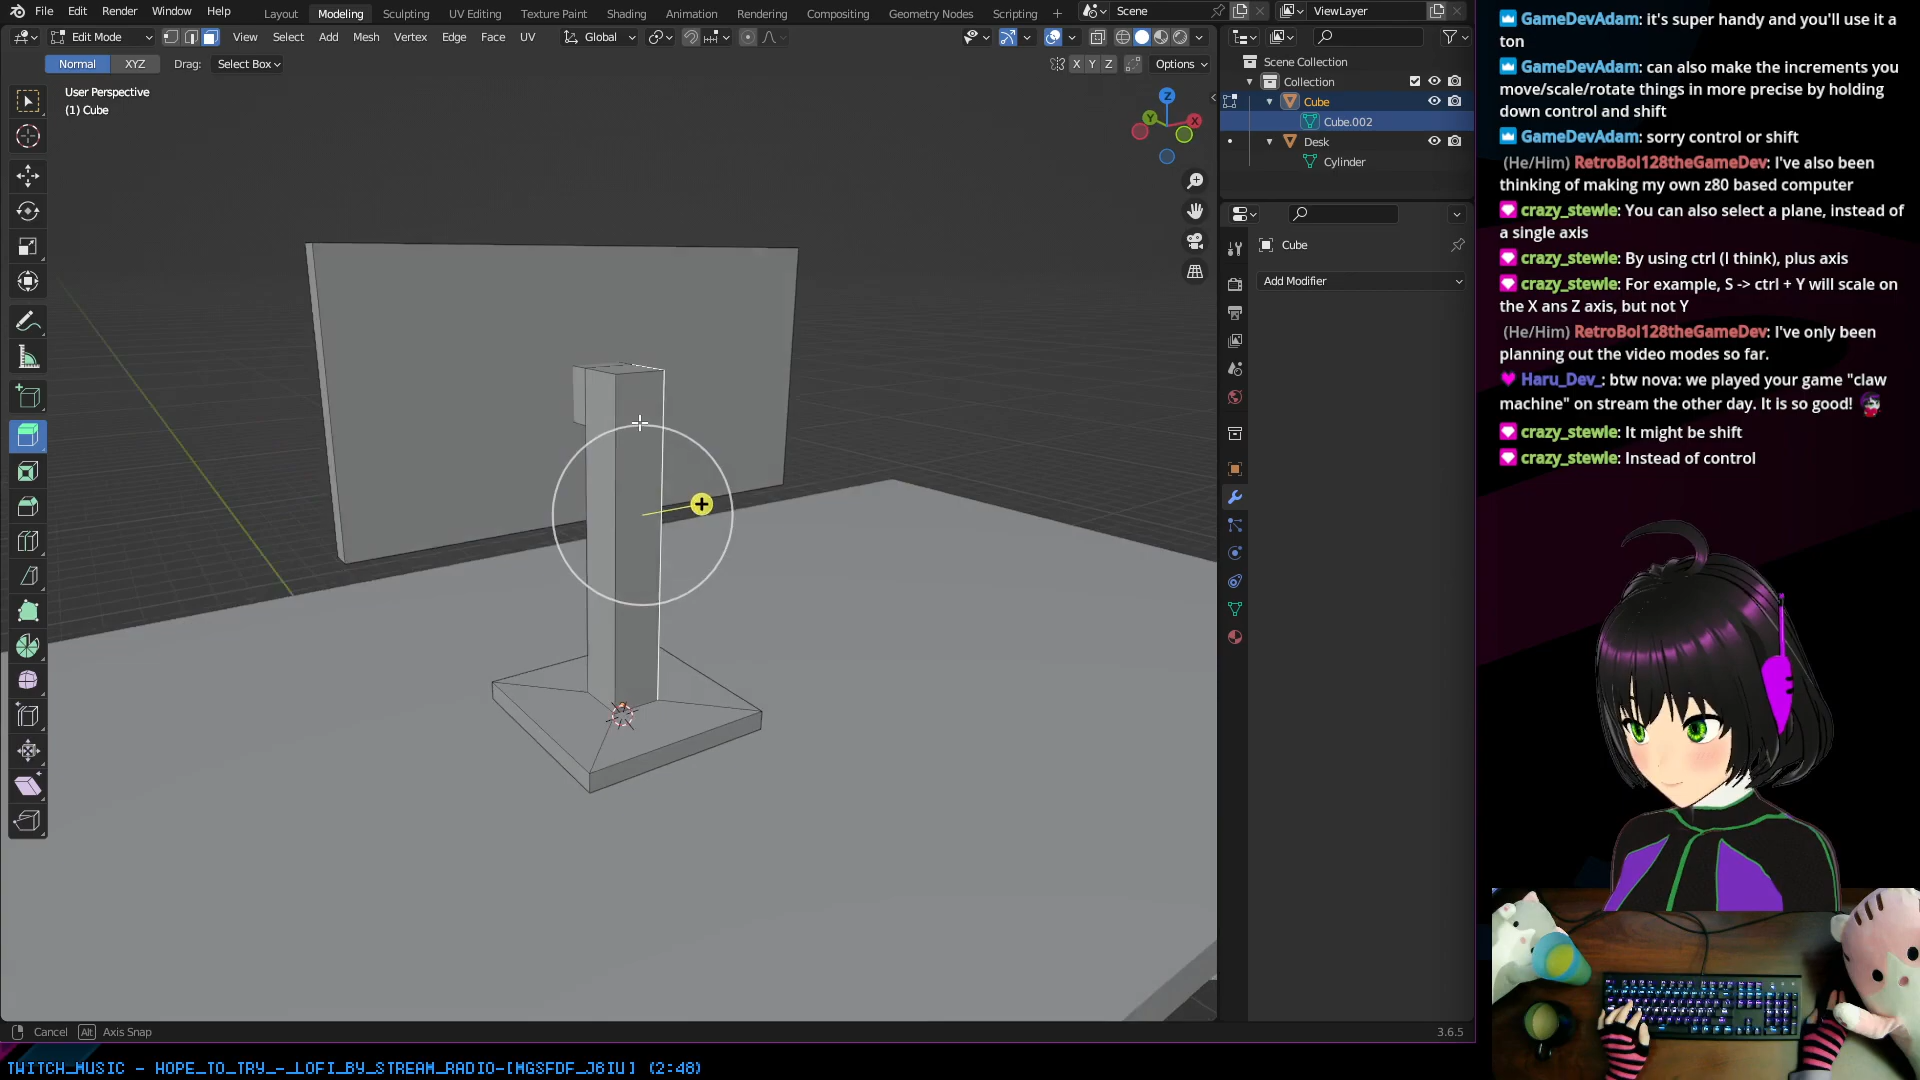 File Edit Render Window Help Layout Modeling Sculpting UV Editing Texture Paint Shading Animation Rendering Compositing Geometry Nodes Scripting + Scene ViewLayer
Edit Mode View Select Add Mesh Vertex Edge Face UV Global
Normal XYZ Drag: Select Box X Y Z Options
User Perspective
(1) Cube
Z
Y
X
Scene Collection
Collection
Cube
Cube.002
Desk
Cylinder
Cube
Add Modifier
Cancel Alt Axis Snap
3.6.5
GameDevAdam: it's super handy and you'll use it a
ton
GameDevAdam: can also make the increments you
move/scale/rotate things in more precise by holding
down control and shift
GameDevAdam: sorry control or shift
(He/Him) RetroBol128theGameDev: I've also been
thinking of making my own z80 based computer
crazy_stewie: You can also select a plane, instead of
a single axis
crazy_stewie: By using ctrl (I think), plus axis
crazy_stewie: For example, S -> ctrl + Y will scale on
the X ans Z axis, but not Y
(He/Him) RetroBol128theGameDev: I've only been
planning out the video modes so far.
Haru_Dev_: btw nova: we played your game "claw
machine" on stream the other day. It is so good!
crazy_stewie: It might be shift
crazy_stewie: Instead of control
TWITCH_MUSIC - HOPE_TO_TRY_-_LOFI_BY_STREAM_RADIO-[MGSFDF_J6IU] (2:48)